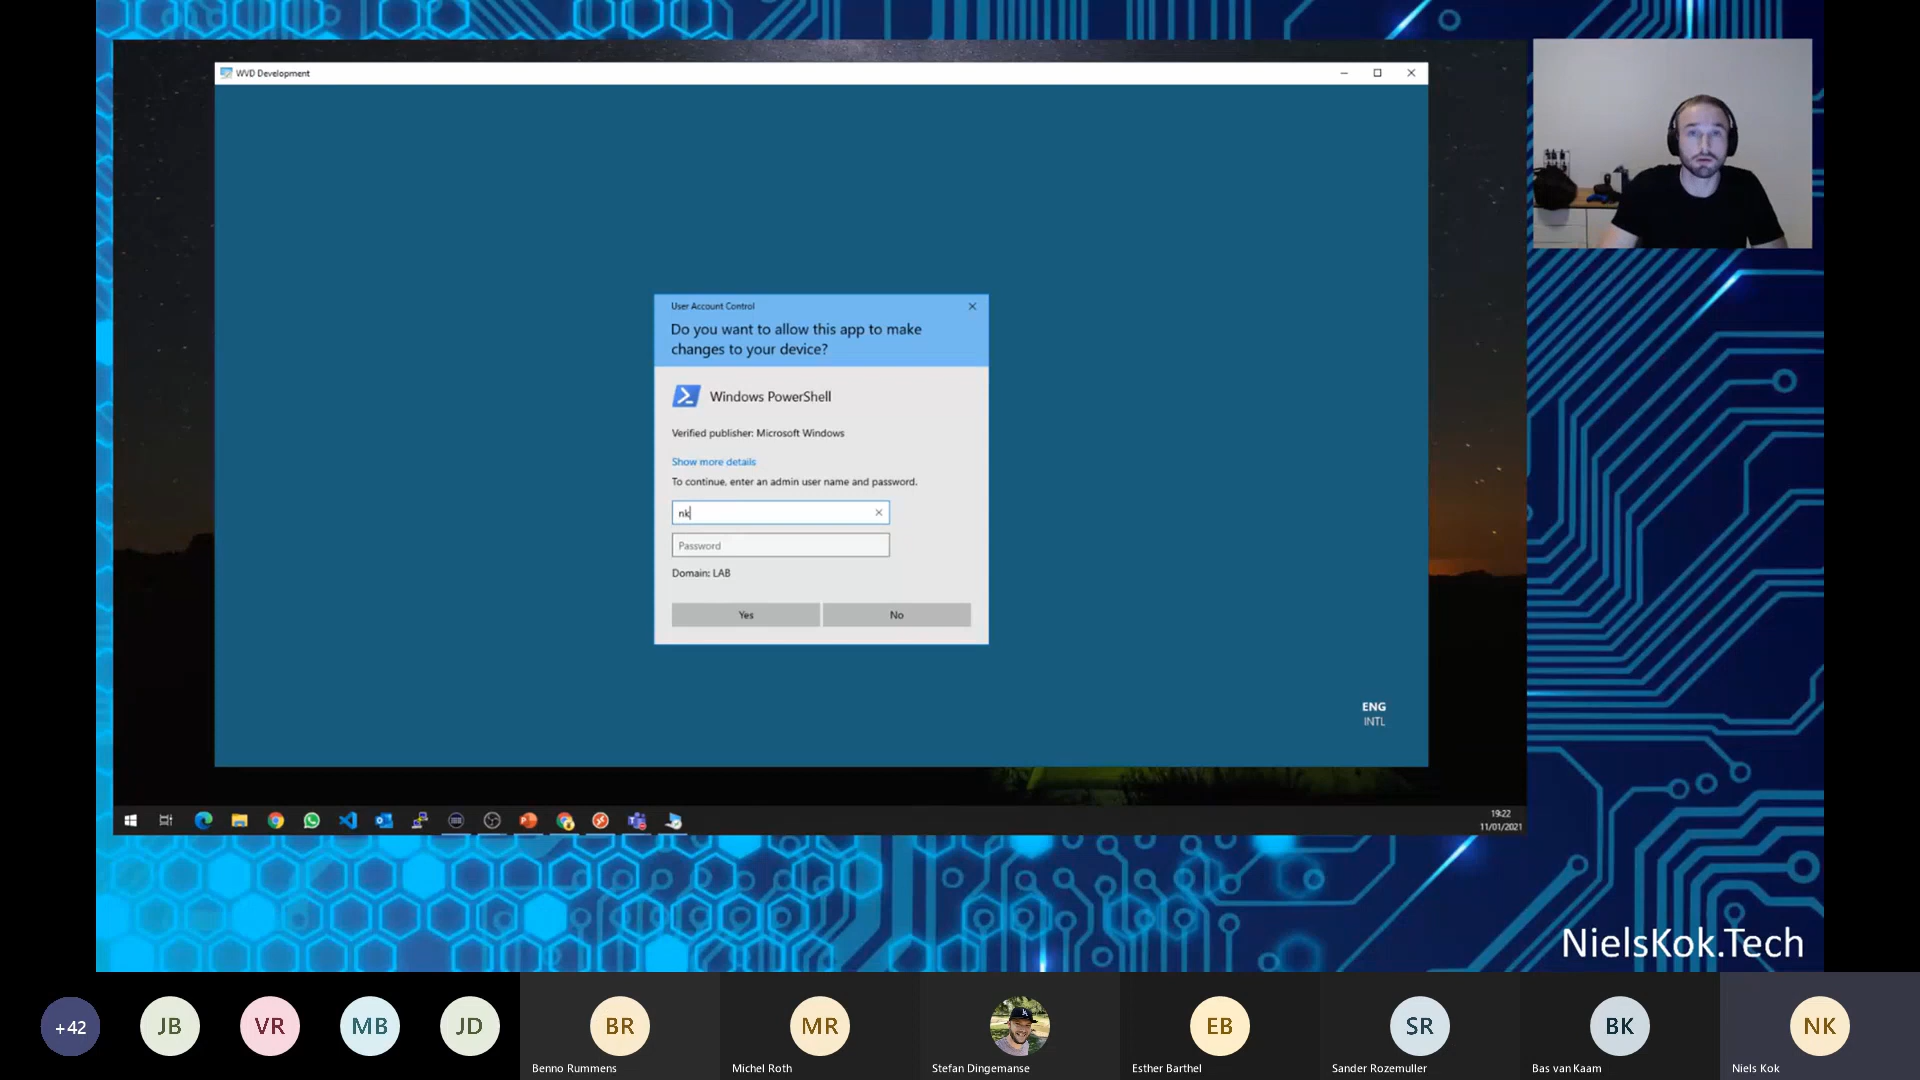 WVD Development
User Account Control
Do you want to allow this app to make
changes to your device?
Windows PowerShell
Verified publisher: Microsoft Windows
Show more details
To continue, enter an admin user name and password.
nk
Password
Domain: LAB
Yes
No
ENG
INTL
19:22
11/01/2021
NielsKok.Tech
+42
JB
VR
MB
JD
BR
MR
EB
SR
BK
NK
Benno Rummens
Michel Roth
Stefan Dingemanse
Esther Barthel
Sander Rozemuller
Bas van Kaam
Niels Kok